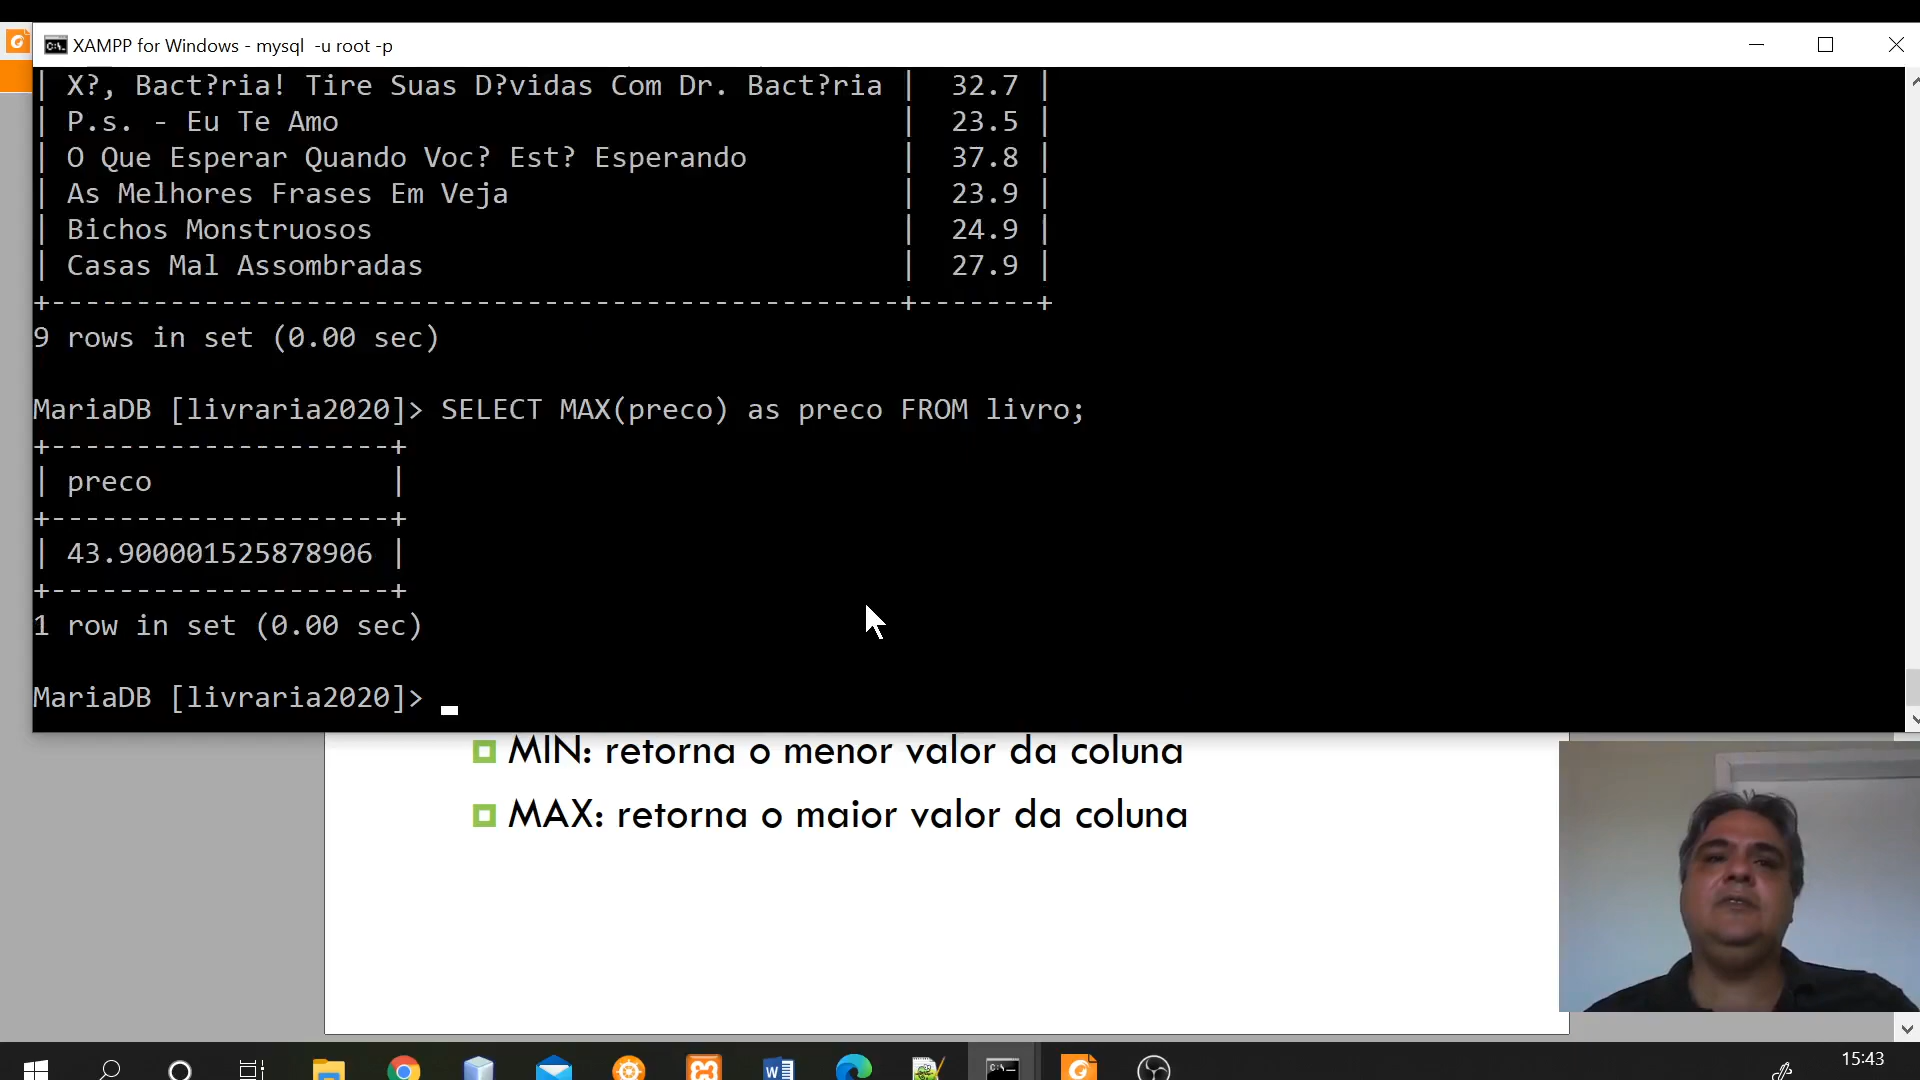 XAMPP for Windows - mysql  -u root -p
| X?, Bact?ria! Tire Suas D?vidas Com Dr. Bact?ria |  32.7 |
| P.s. - Eu Te Amo                                 |  23.5 |
| O Que Esperar Quando Voc? Est? Esperando         |  37.8 |
| As Melhores Frases Em Veja                       |  23.9 |
| Bichos Monstruosos                               |  24.9 |
| Casas Mal Assombradas                            |  27.9 |
+--------------------------------------------------+-------+
9 rows in set (0.00 sec)
MariaDB [livraria2020]> SELECT MAX(preco) as preco FROM livro;
+--------------------+
| preco              |
+--------------------+
| 43.900001525878906 |
+--------------------+
1 row in set (0.00 sec)
MariaDB [livraria2020]>
MIN: retorna o menor valor da coluna
MAX: retorna o maior valor da coluna
15:43